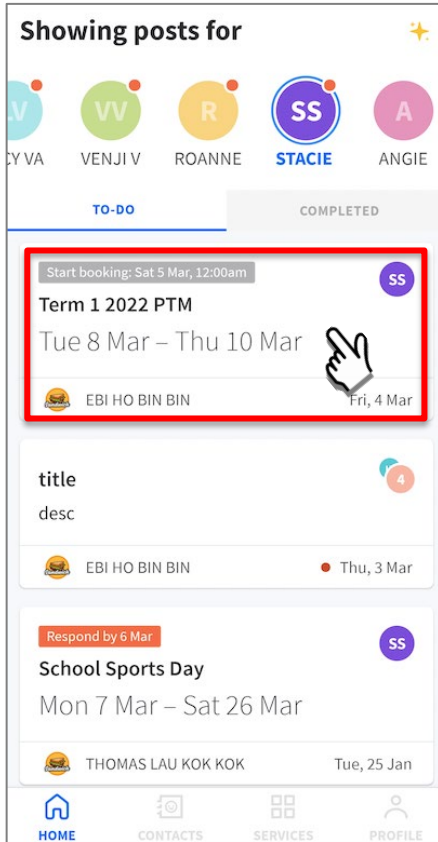 Showing posts for
LV
VV
R
SS
A
CY VA
VENJI V
ROANNE
STACIE
ANGIE
TO-DO
COMPLETED
Start booking: Sat 5 Mar, 12:00am
SS
Term 1 2022 PTM
Tue 8 Mar – Thu 10 Mar
EBI HO BIN BIN
Fri, 4 Mar
title
4
desc
EBI HO BIN BIN
Thu, 3 Mar
Respond by 6 Mar
SS
School Sports Day
Mon 7 Mar – Sat 26 Mar
THOMAS LAU KOK KOK
Tue, 25 Jan
HOME
CONTACTS
SERVICES
PROFILE